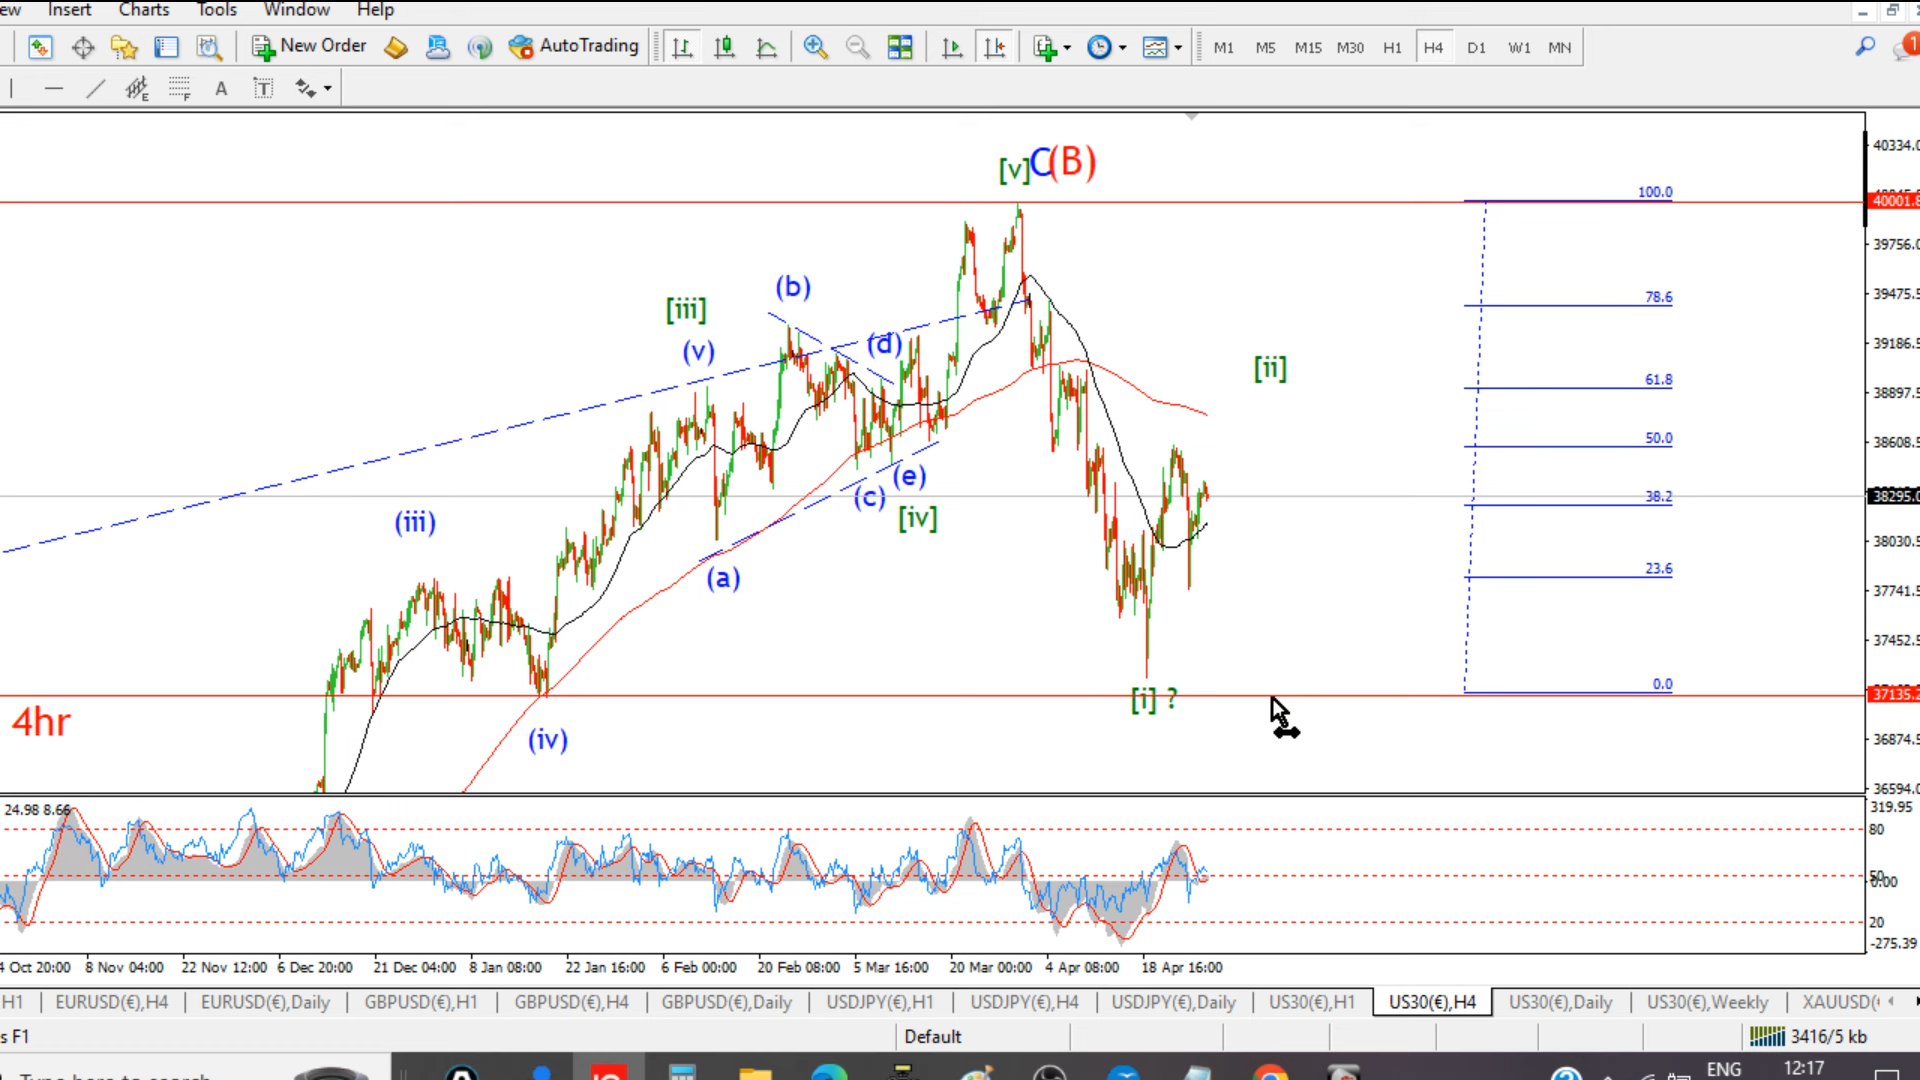 ew Insert Charts Tools Window Help
New Order AutoTrading M1 M5 M15 M30 H1 H4 D1 W1 MN 1
E F A T
40334.0
[v] C (B)
100.0
40001.8
39756.0
(b)
78.6
39475.5
[iii]
(d)
39186.5
(v)
[ii]
61.8
38897.5
50.0
38608.5
(e)
(c)
38.2
38295.0
(iii)
[iv]
38030.5
23.6
(a)
37741.5
37452.5
0.0
37135.2
[i] ?
4hr
(iv)
36874.5
36594.0
24.98 8.66
319.95
80
50
0.00
20
-275.39
4 Oct 20:00 8 Nov 04:00 22 Nov 12:00 6 Dec 20:00 21 Dec 04:00 8 Jan 08:00 22 Jan 16:00 6 Feb 00:00 20 Feb 08:00 5 Mar 16:00 20 Mar 00:00 4 Apr 08:00 18 Apr 16:00
,H1 EURUSD(€),H4 EURUSD(€),Daily GBPUSD(€),H1 GBPUSD(€),H4 GBPUSD(€),Daily USDJPY(€),H1 USDJPY(€),H4 USDJPY(€),Daily US30(€),H1 US30(€),H4 US30(€),Daily US30(€),Weekly XAUUSD(
s F1 Default 3416/5 kb
Type here to search ENG 12:17